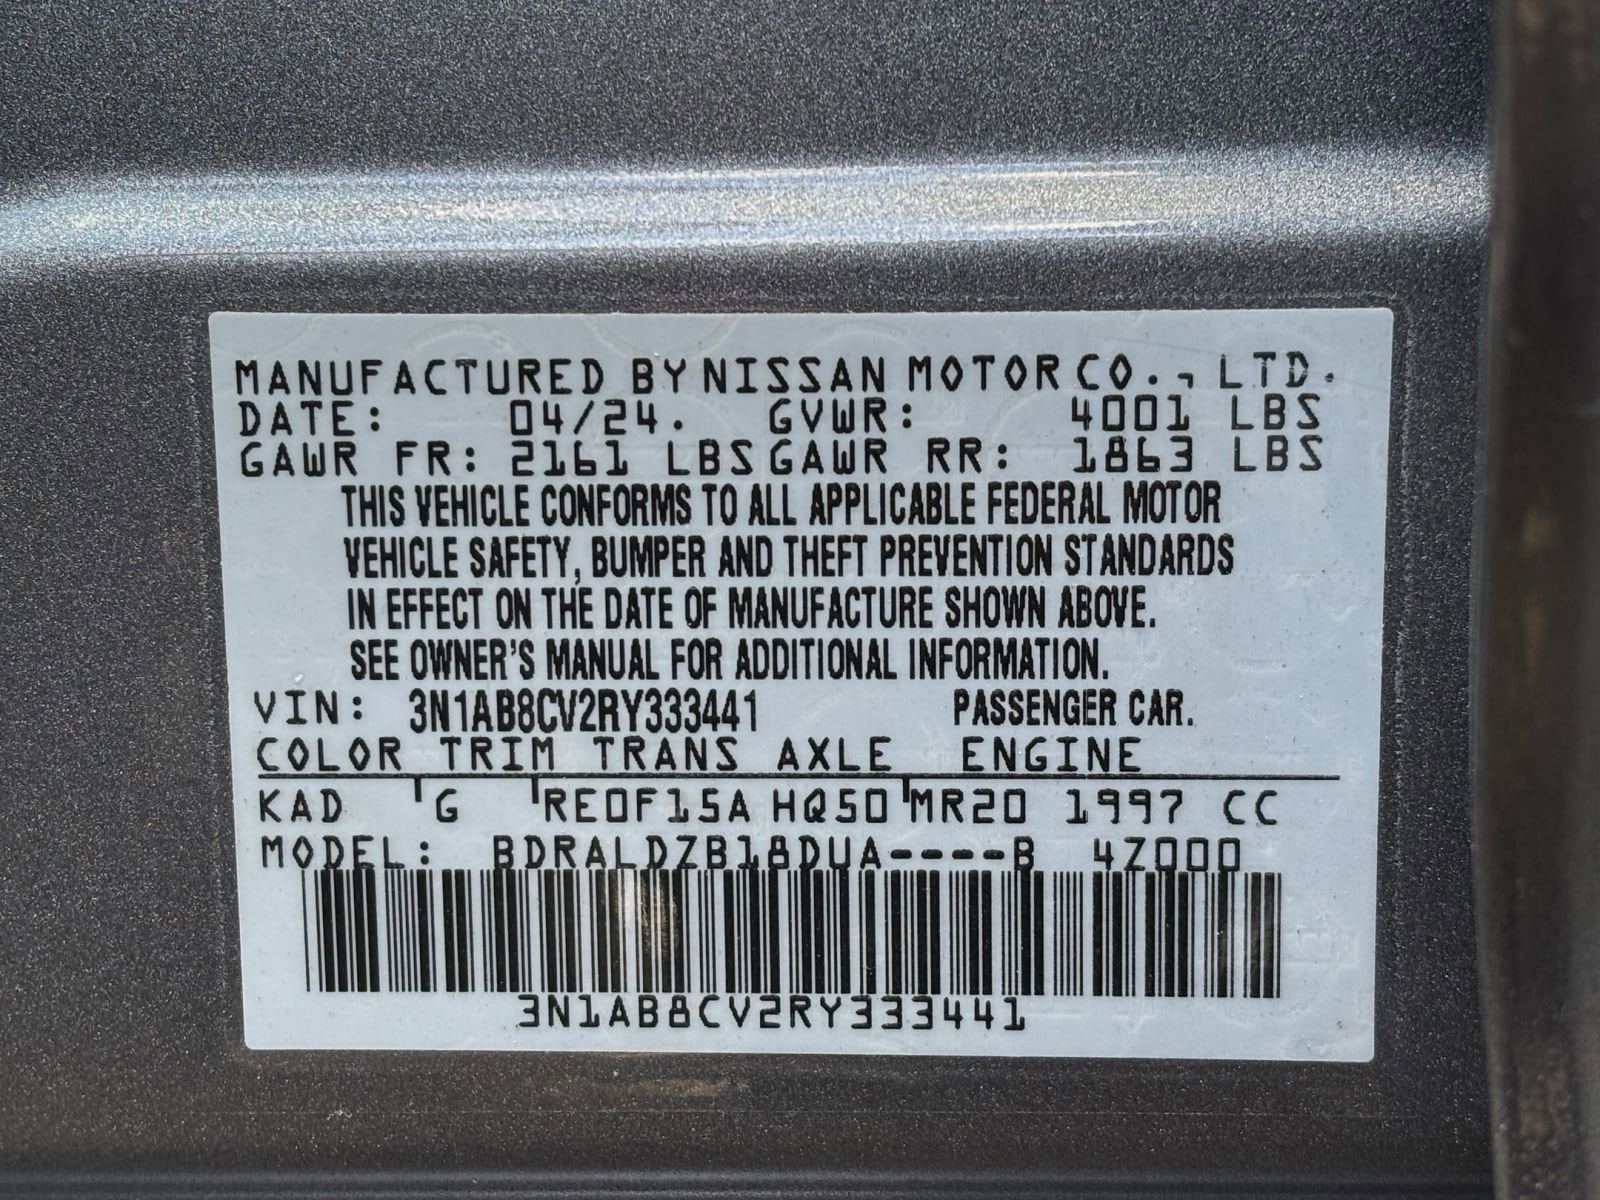 MANUFACTURED BY NISSAN MOTOR CO., LTD.
DATE: 04/24. GVWR: 4001 LBS
GAWR FR: 2161 LBS GAWR RR: 1863 LBS
THIS VEHICLE CONFORMS TO ALL APPLICABLE FEDERAL MOTOR
VEHICLE SAFETY, BUMPER AND THEFT PREVENTION STANDARDS
IN EFFECT ON THE DATE OF MANUFACTURE SHOWN ABOVE.
SEE OWNER'S MANUAL FOR ADDITIONAL INFORMATION.
VIN: 3N1AB8CV2RY333441 PASSENGER CAR.
COLOR TRIM TRANS AXLE ENGINE
KAD G RE0F15A HQ50 MR20 1997 CC
MODEL: BDRALDZB18DUA----B 4Z000
3N1AB8CV2RY333441